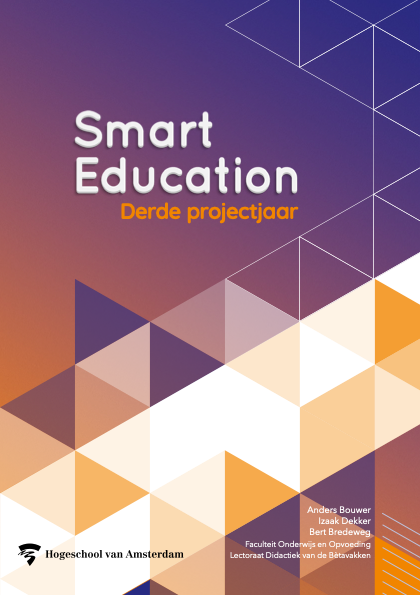 Smart
Education
Derde projectjaar
Anders Bouwer
Izaak Dekker
Bert Bredeweg
Faculteit Onderwijs en Opvoeding
Lectoraat Didactiek van de Bètavakken
Hogeschool van Amsterdam